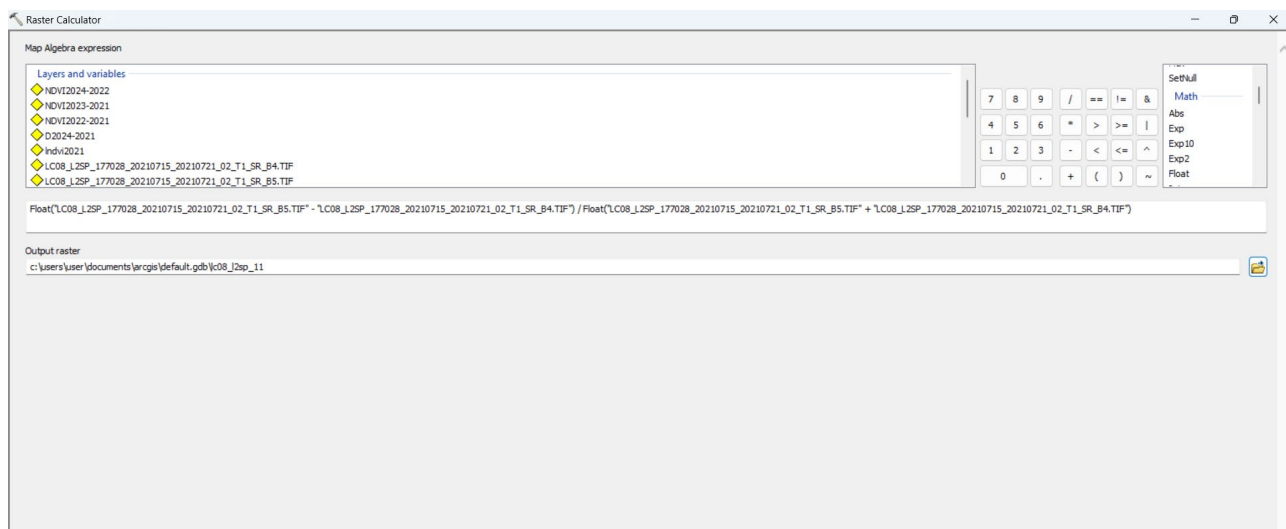 Raster Calculator
Map Algebra expression
Layers and variables
NDVI2024-2022
NDVI2023-2021
NDVI2022-2021
D2024-2021
lndvi2021
LC08_L2SP_177028_20210715_20210721_02_T1_SR_B4.TIF
LC08_L2SP_177028_20210715_20210721_02_T1_SR_B5.TIF
7 8 9 / == != &
4 5 6 * > >= |
1 2 3 - < <= ^
0 . + ( ) ~
SetNull
Math
Abs
Exp
Exp10
Exp2
Float
Float("LC08_L2SP_177028_20210715_20210721_02_T1_SR_B5.TIF" - "LC08_L2SP_177028_20210715_20210721_02_T1_SR_B4.TIF") / Float("LC08_L2SP_177028_20210715_20210721_02_T1_SR_B5.TIF" + "LC08_L2SP_177028_20210715_20210721_02_T1_SR_B4.TIF")
Output raster
c:\users\user\documents\arcgis\default.gdb\lc08_l2sp_11